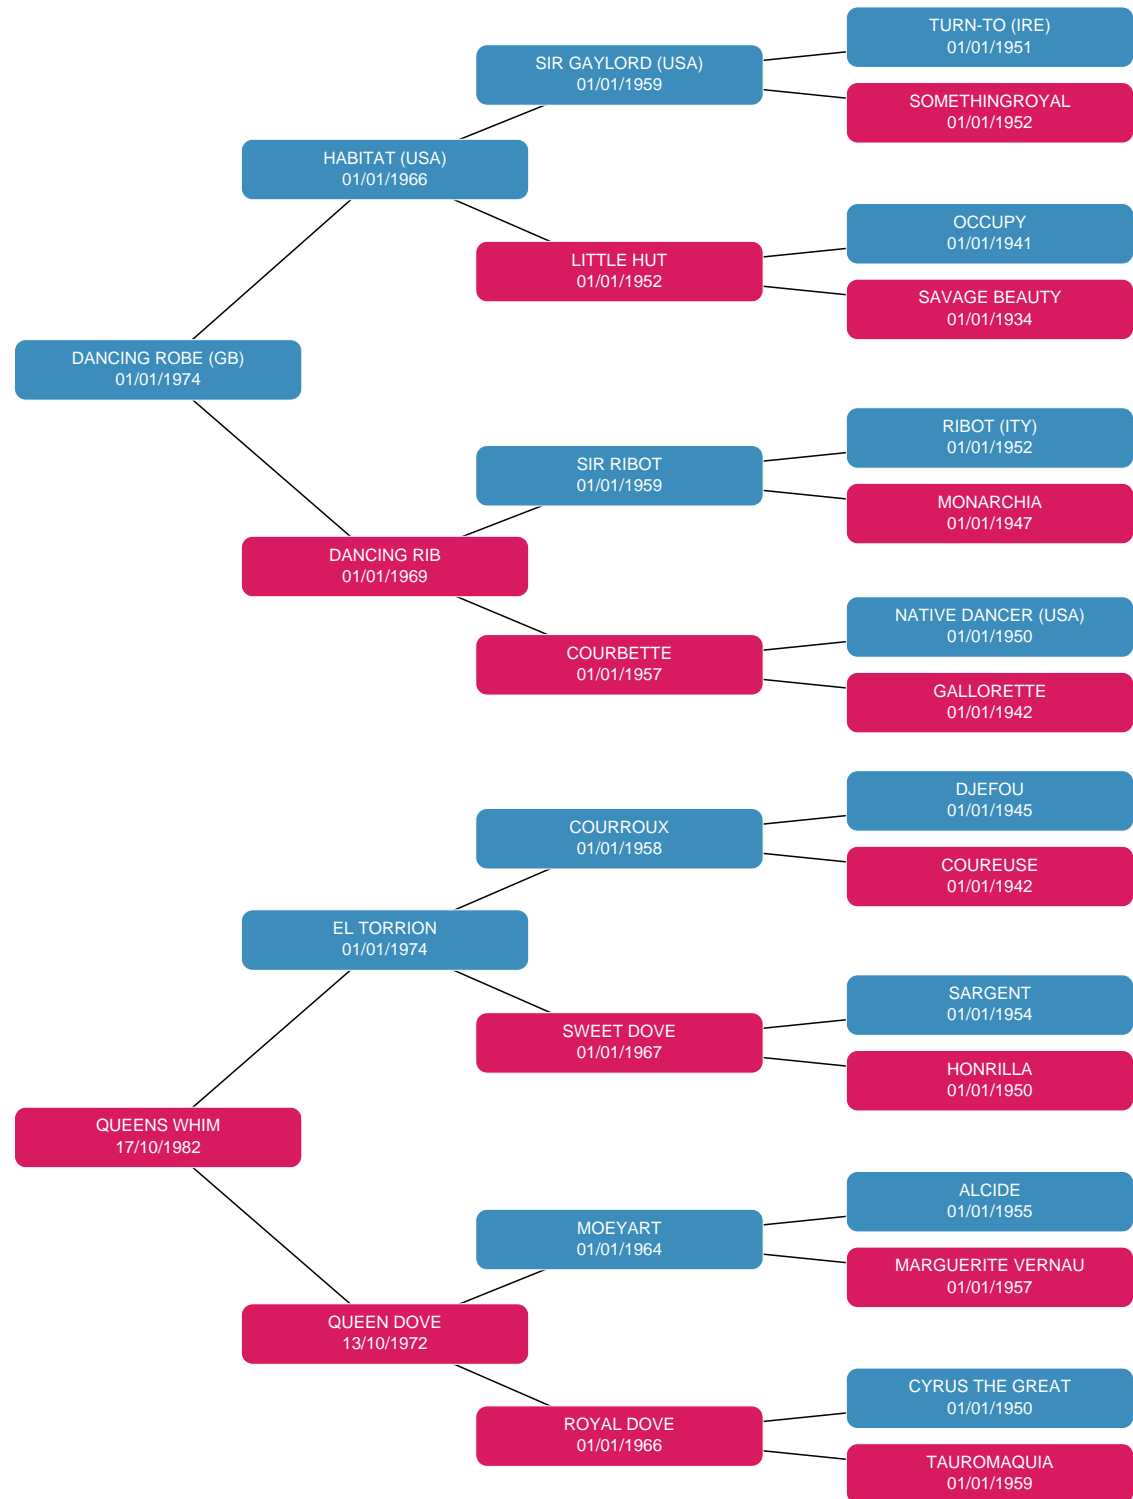 TURN-TO (IRE)
01/01/1951
SIR GAYLORD (USA)
01/01/1959
SOMETHINGROYAL
01/01/1952
HABITAT (USA)
01/01/1966
OCCUPY
01/01/1941
LITTLE HUT
01/01/1952
SAVAGE BEAUTY
01/01/1934
DANCING ROBE (GB)
01/01/1974
RIBOT (ITY)
01/01/1952
SIR RIBOT
01/01/1959
MONARCHIA
01/01/1947
DANCING RIB
01/01/1969
NATIVE DANCER (USA)
01/01/1950
COURBETTE
01/01/1957
GALLORETTE
01/01/1942
DJEFOU
01/01/1945
COURROUX
01/01/1958
COUREUSE
01/01/1942
EL TORRION
01/01/1974
SARGENT
01/01/1954
SWEET DOVE
01/01/1967
HONRILLA
01/01/1950
QUEENS WHIM
17/10/1982
ALCIDE
01/01/1955
MOEYART
01/01/1964
MARGUERITE VERNAU
01/01/1957
QUEEN DOVE
13/10/1972
CYRUS THE GREAT
01/01/1950
ROYAL DOVE
01/01/1966
TAUROMAQUIA
01/01/1959